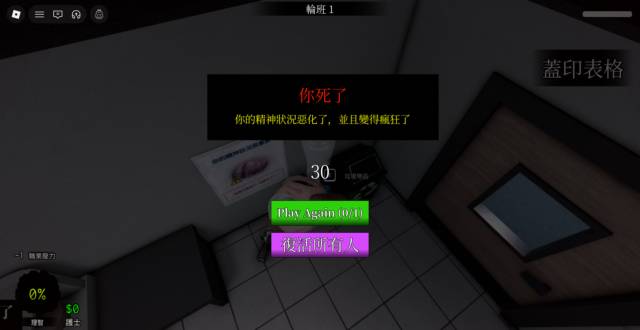 輪班 1
蓋印表格
你死了
你的精神狀況惡化了，並且變得瘋狂了
30
Play Again (0/1)
復活所有人
-1 職業壓力
0%
$0
了
理智
護士